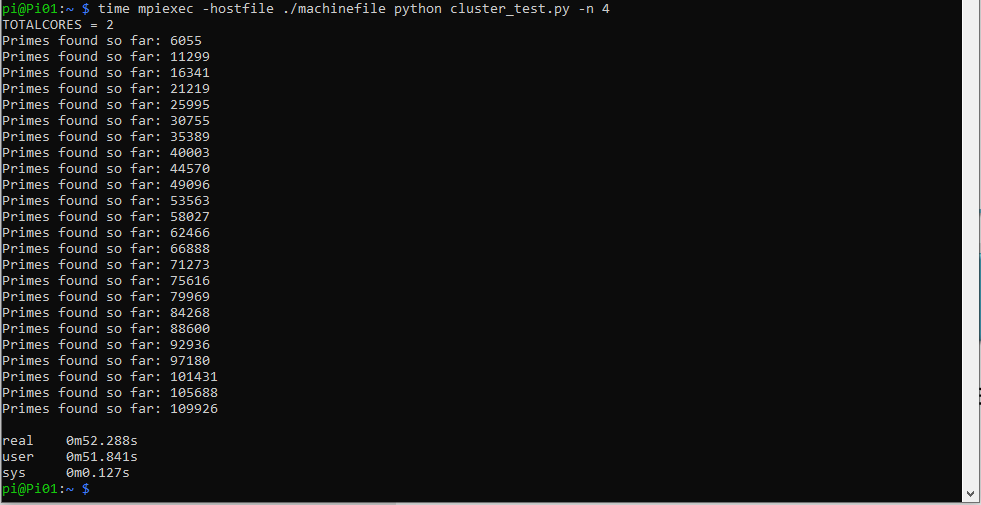 pi@Pi01:~ $ time mpiexec -hostfile ./machinefile python cluster_test.py -n 4
TOTALCORES = 2
Primes found so far: 6055
Primes found so far: 11299
Primes found so far: 16341
Primes found so far: 21219
Primes found so far: 25995
Primes found so far: 30755
Primes found so far: 35389
Primes found so far: 40003
Primes found so far: 44570
Primes found so far: 49096
Primes found so far: 53563
Primes found so far: 58027
Primes found so far: 62466
Primes found so far: 66888
Primes found so far: 71273
Primes found so far: 75616
Primes found so far: 79969
Primes found so far: 84268
Primes found so far: 88600
Primes found so far: 92936
Primes found so far: 97180
Primes found so far: 101431
Primes found so far: 105688
Primes found so far: 109926
real    0m52.288s
user    0m51.841s
sys     0m0.127s
pi@Pi01:~ $